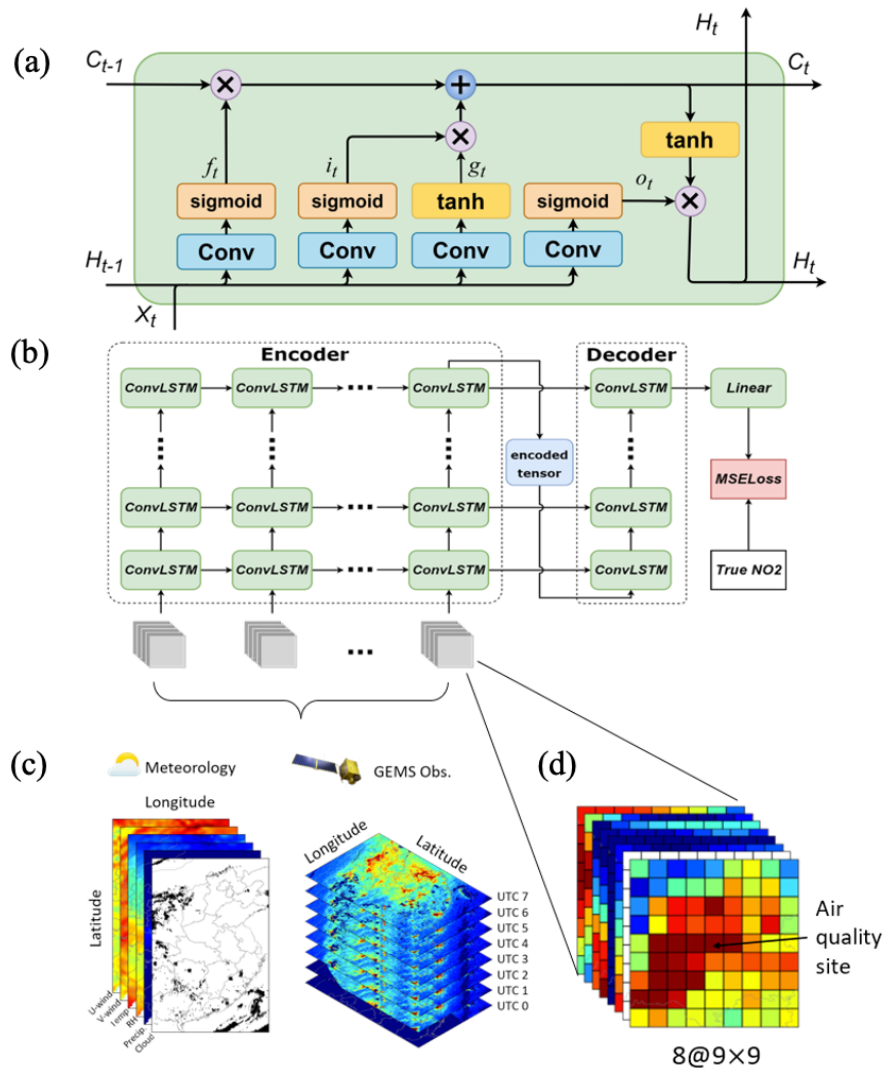 (a)
H_t
C_{t-1}
C_t
tanh
f_t
i_t
g_t
o_t
sigmoid
sigmoid
tanh
sigmoid
Conv
Conv
Conv
Conv
H_{t-1}
H_t
X_t
(b)
Encoder
Decoder
ConvLSTM
ConvLSTM
ConvLSTM
ConvLSTM
Linear
encoded
tensor
MSELoss
ConvLSTM
ConvLSTM
ConvLSTM
ConvLSTM
ConvLSTM
ConvLSTM
ConvLSTM
ConvLSTM
True NO2
(c)
Meteorology
GEMS Obs.
Longitude
Latitude
U-wind
V-wind
Temp
RH
Precip.
Cloud
Longitude
Latitude
UTC 7
UTC 6
UTC 5
UTC 4
UTC 3
UTC 2
UTC 1
UTC 0
(d)
Air
quality
site
8@9×9